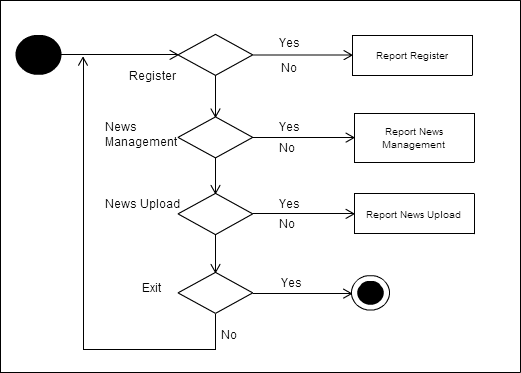 Yes
Report Register
No
Register
News
Management
Yes
No
Report News
Management
News Upload
Yes
No
Report News Upload
Exit
Yes
No